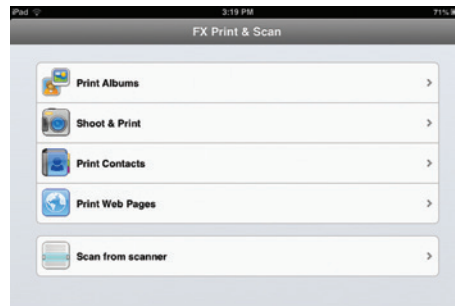 iPad 3:19 PM 71%
FX Print & Scan
Print Albums
Shoot & Print
Print Contacts
Print Web Pages
Scan from scanner